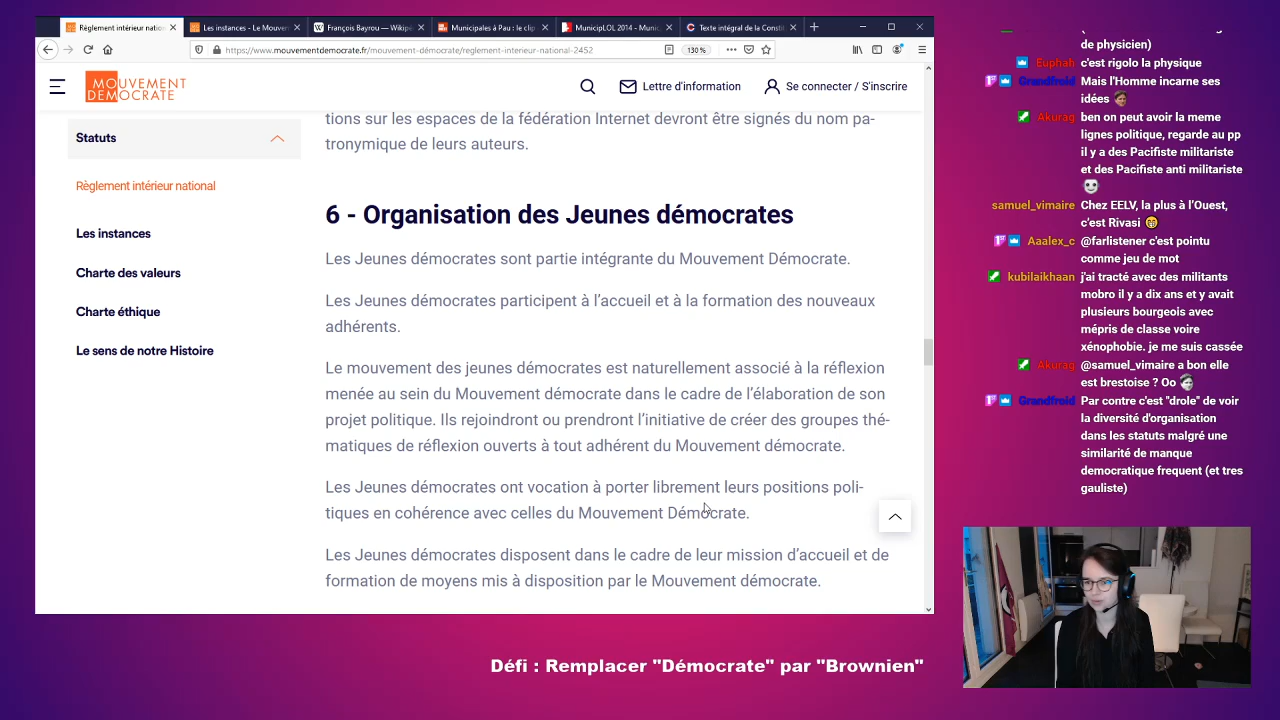 Règlement intérieur natio
Les instances - Le Mouvem
François Bayrou — Wikipé
Municipales à Pau : le clip
MunicipLOL 2014 - Munic
Texte intégral de la Consti
https://www.mouvementdemocrate.fr/mouvement-démocrate/reglement-interieur-national-2452
130 %
MOUVEMENT
DEMOCRATE
Lettre d'information
Se connecter / S'inscrire
Statuts
Règlement intérieur national
Les instances
Charte des valeurs
Charte éthique
Le sens de notre Histoire
tions sur les espaces de la fédération Internet devront être signés du nom pa-
tronymique de leurs auteurs.
6 - Organisation des Jeunes démocrates
Les Jeunes démocrates sont partie intégrante du Mouvement Démocrate.
Les Jeunes démocrates participent à l'accueil et à la formation des nouveaux
adhérents.
Le mouvement des jeunes démocrates est naturellement associé à la réflexion
menée au sein du Mouvement démocrate dans le cadre de l'élaboration de son
projet politique. Ils rejoindront ou prendront l'initiative de créer des groupes thé-
matiques de réflexion ouverts à tout adhérent du Mouvement démocrate.
Les Jeunes démocrates ont vocation à porter librement leurs positions poli-
tiques en cohérence avec celles du Mouvement Démocrate.
Les Jeunes démocrates disposent dans le cadre de leur mission d'accueil et de
formation de moyens mis à disposition par le Mouvement démocrate.
de physicien)
Euphah c'est rigolo la physique
Grandfroid Mais l'Homme incarne ses
idées
Akurag ben on peut avoir la meme
lignes politique, regarde au pp
il y a des Pacifiste militariste
et des Pacifiste anti militariste
samuel_vimaire Chez EELV, la plus à l'Ouest,
c'est Rivasi
Aaalex_c @farlistener c'est pointu
comme jeu de mot
kubilaikhaan j'ai tracté avec des militants
mobro il y a dix ans et y avait
plusieurs bourgeois avec
mépris de classe voire
xénophobie. je me suis cassée
Akurag @samuel_vimaire a bon elle
est brestoise ? Oo
Grandfroid Par contre c'est "drole" de voir
la diversité d'organisation
dans les statuts malgré une
similarité de manque
democratique frequent (et tres
gauliste)
Défi : Remplacer "Démocrate" par "Brownien"